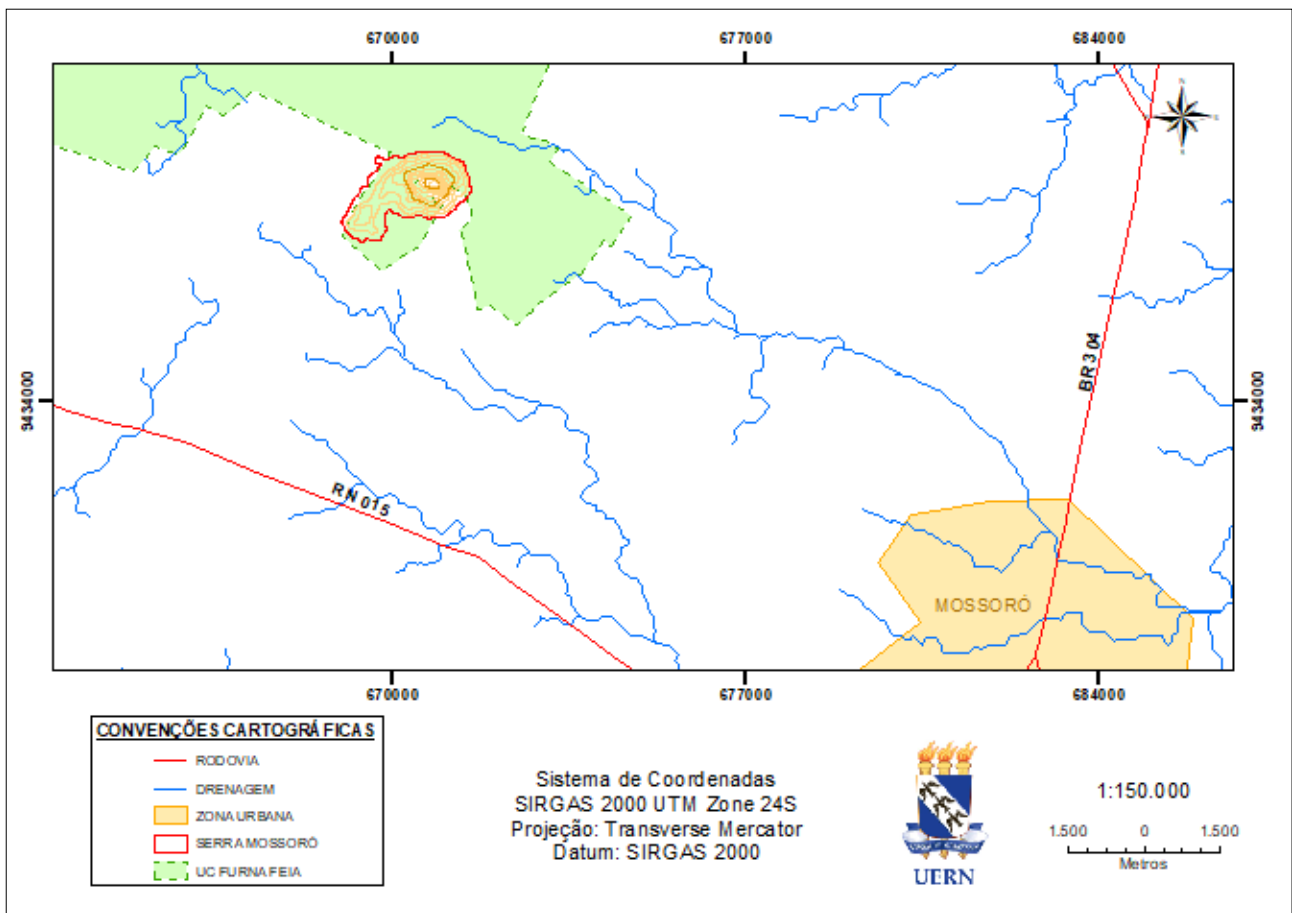 670000
677000
684000
9434000
9434000
BR 304
RN 015
MOSSORÓ
670000
677000
684000
CONVENÇÕES CARTOGRÁFICAS
RODOVIA
DRENAGEM
ZONA URBANA
SERRA MOSSORÓ
UC FURNA FEIA
Sistema de Coordenadas
SIRGAS 2000 UTM Zone 24S
Projeção: Transverse Mercator
Datum: SIRGAS 2000
UERN
1:150.000
1.500 0 1.500
Metros